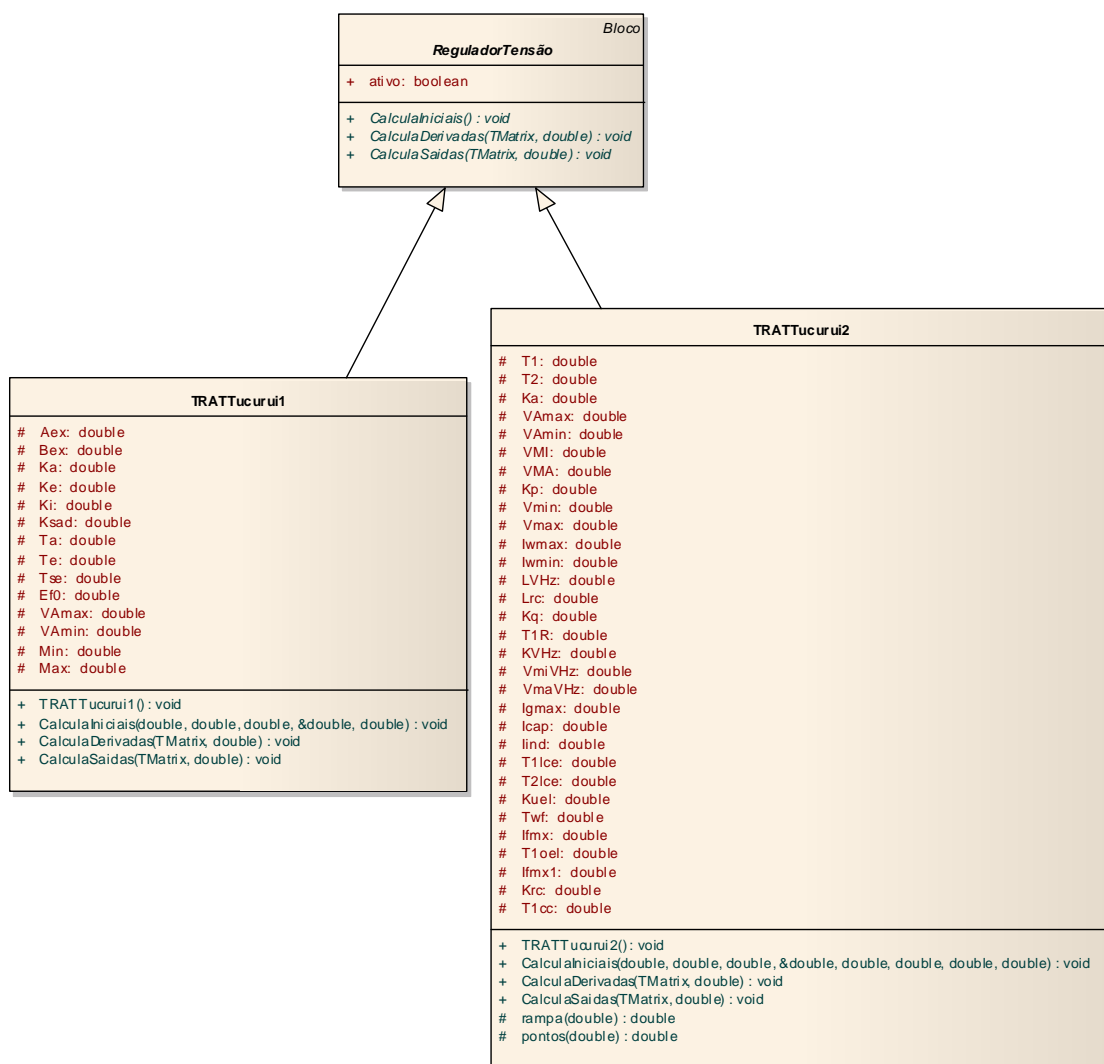 Bloco
ReguladorTensão
+ ativo: boolean
+ CalculaIniciais() : void
+ CalculaDerivadas(TMatrix, double) : void
+ CalculaSaidas(TMatrix, double) : void
TRATTucurui1
# Aex: double
# Bex: double
# Ka: double
# Ke: double
# Ki: double
# Ksad: double
# Ta: double
# Te: double
# Tse: double
# Ef0: double
# VAmax: double
# VAmin: double
# Min: double
# Max: double
+ TRATTucurui1() : void
+ CalculaIniciais(double, double, double, &double, double) : void
+ CalculaDerivadas(TMatrix, double) : void
+ CalculaSaidas(TMatrix, double) : void
TRATTucurui2
# T1: double
# T2: double
# Ka: double
# VAmax: double
# VAmin: double
# VMI: double
# VMA: double
# Kp: double
# Vmin: double
# Vmax: double
# Iwmax: double
# Iwmin: double
# LVHz: double
# Lrc: double
# Kq: double
# T1R: double
# KVHz: double
# VmiVHz: double
# VmaVHz: double
# Igmax: double
# Icap: double
# Iind: double
# T1lce: double
# T2lce: double
# Kuel: double
# Twf: double
# Ifmx: double
# T1oel: double
# Ifmx1: double
# Krc: double
# T1cc: double
+ TRATTucurui2() : void
+ CalculaIniciais(double, double, double, &double, double, double, double, double) : void
+ CalculaDerivadas(TMatrix, double) : void
+ CalculaSaidas(TMatrix, double) : void
# rampa(double) : double
# pontos(double) : double